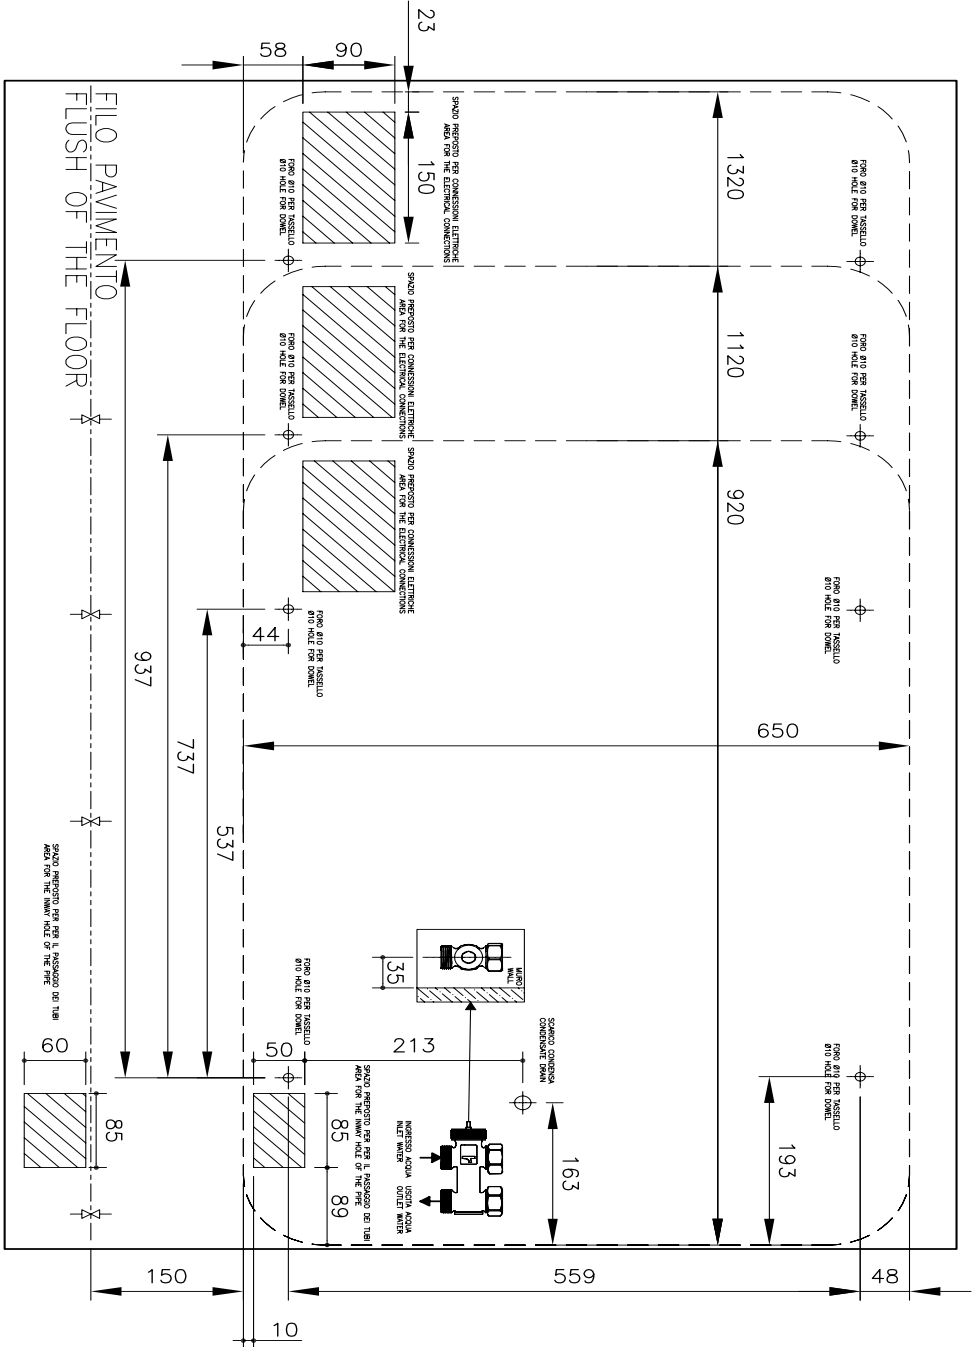 23
58
90
FILO PAVIMENTO
FLUSH OF THE FLOOR
SPAZIO PREPOSTO PER CONNESSIONI ELETTRICHE
AREA FOR THE ELECTRICAL CONNECTIONS
150
1320
FORO Ø10 PER TASSELLO
Ø10 HOLE FOR DOWEL
FORO Ø10 PER TASSELLO
Ø10 HOLE FOR DOWEL
SPAZIO PREPOSTO PER CONNESSIONI ELETTRICHE
AREA FOR THE ELECTRICAL CONNECTIONS
1120
FORO Ø10 PER TASSELLO
Ø10 HOLE FOR DOWEL
FORO Ø10 PER TASSELLO
Ø10 HOLE FOR DOWEL
SPAZIO PREPOSTO PER CONNESSIONI ELETTRICHE
AREA FOR THE ELECTRICAL CONNECTIONS
920
FORO Ø10 PER TASSELLO
Ø10 HOLE FOR DOWEL
FORO Ø10 PER TASSELLO
Ø10 HOLE FOR DOWEL
44
937
737
537
650
SPAZIO PREPOSTO PER PER IL PASSAGGIO DEI TUBI
AREA FOR THE INWAY HOLE OF THE PIPE
MURO
WALL
35
FORO Ø10 PER TASSELLO
Ø10 HOLE FOR DOWEL
SCARICO CONDENSA
CONDENSATE DRAIN
FORO Ø10 PER TASSELLO
Ø10 HOLE FOR DOWEL
60
50
213
SPAZIO PREPOSTO PER PER IL PASSAGGIO DEI TUBI
AREA FOR THE INWAY HOLE OF THE PIPE
85
85
89
INGRESSO ACQUA
INLET WATER
USCITA ACQUA
OUTLET WATER
163
193
150
559
48
10